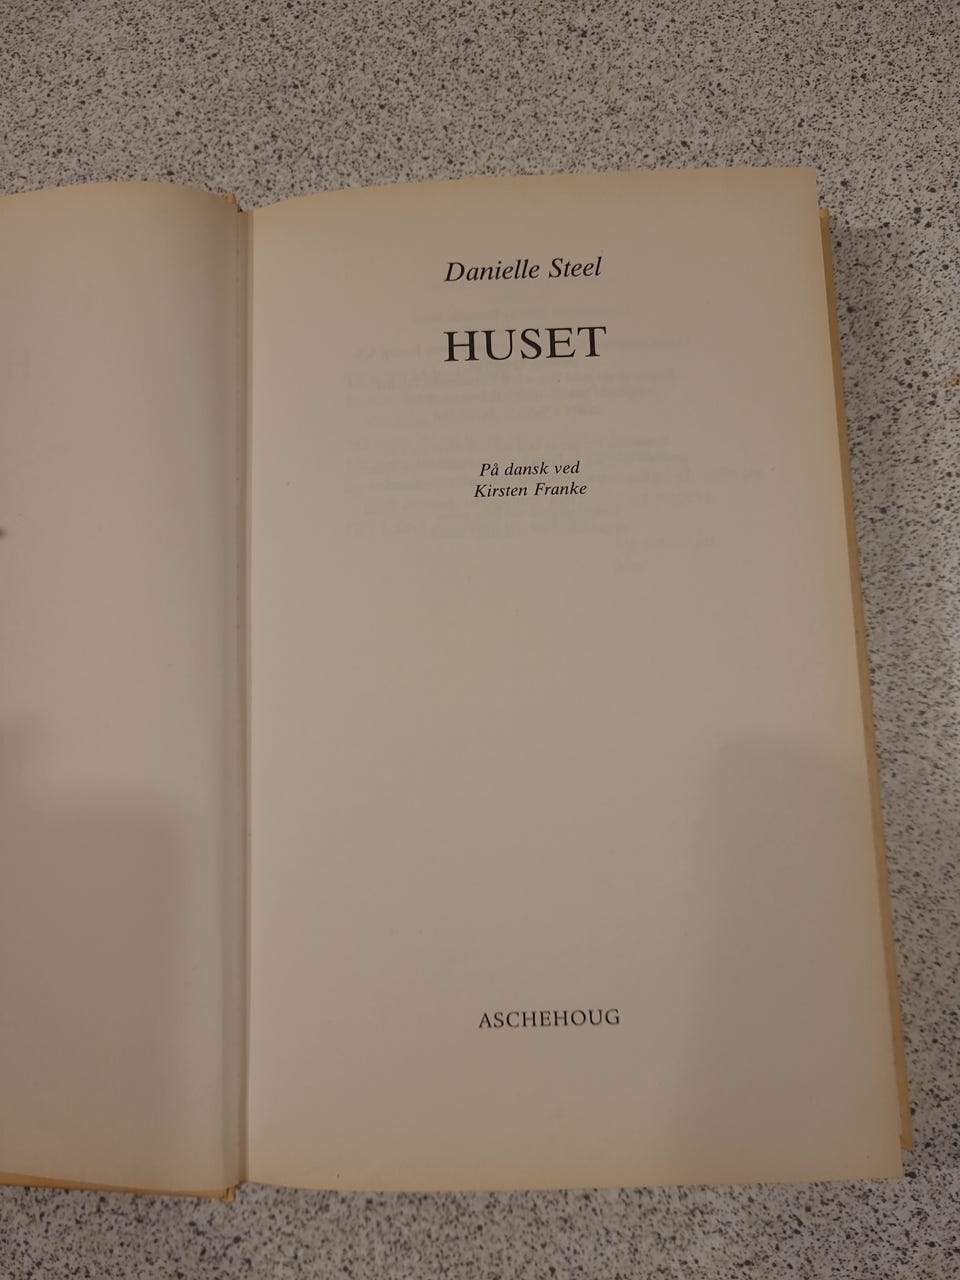 Danielle Steel
HUSET
På dansk ved
Kirsten Franke
ASCHEHOUG